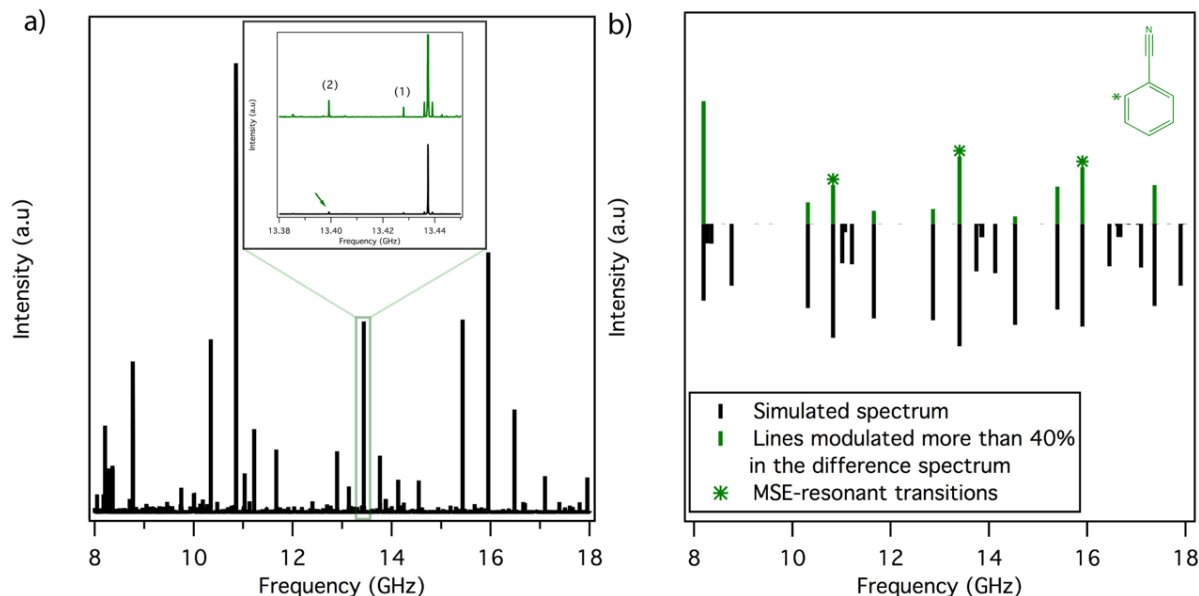 a)
Intensity (a.u)
Intensity (a.u)
(2)
(1)
13.38
13.40
13.42
13.44
Frequency (GHz)
8
10
12
14
16
18
Frequency (GHz)
b)
Intensity (a.u)
N
*
Simulated spectrum
Lines modulated more than 40%
in the difference spectrum
MSE-resonant transitions
8
10
12
14
16
18
Frequency (GHz)